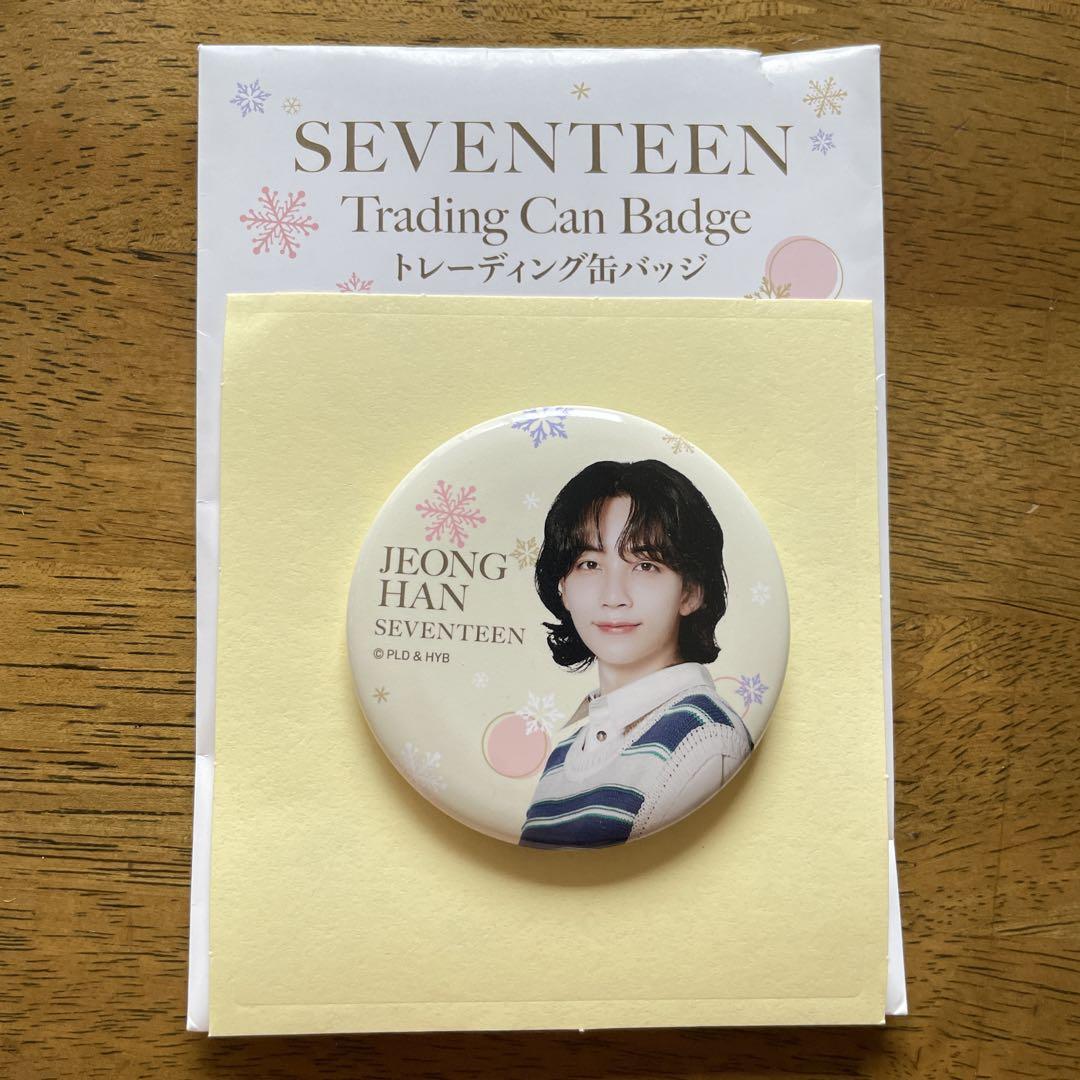 SEVENTEEN
Trading Can Badge
トレーディング缶バッジ
JEONG
HAN
SEVENTEEN
© PLD & HYB